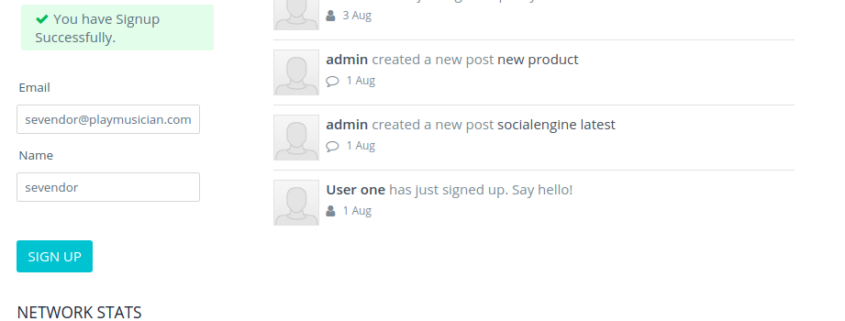 You have Signup
Successfully.
Email
sevendor@playmusician.com
Name
sevendor
SIGN UP
NETWORK STATS
3 Aug
admin created a new post new product
1 Aug
admin created a new post socialengine latest
1 Aug
User one has just signed up. Say hello!
1 Aug